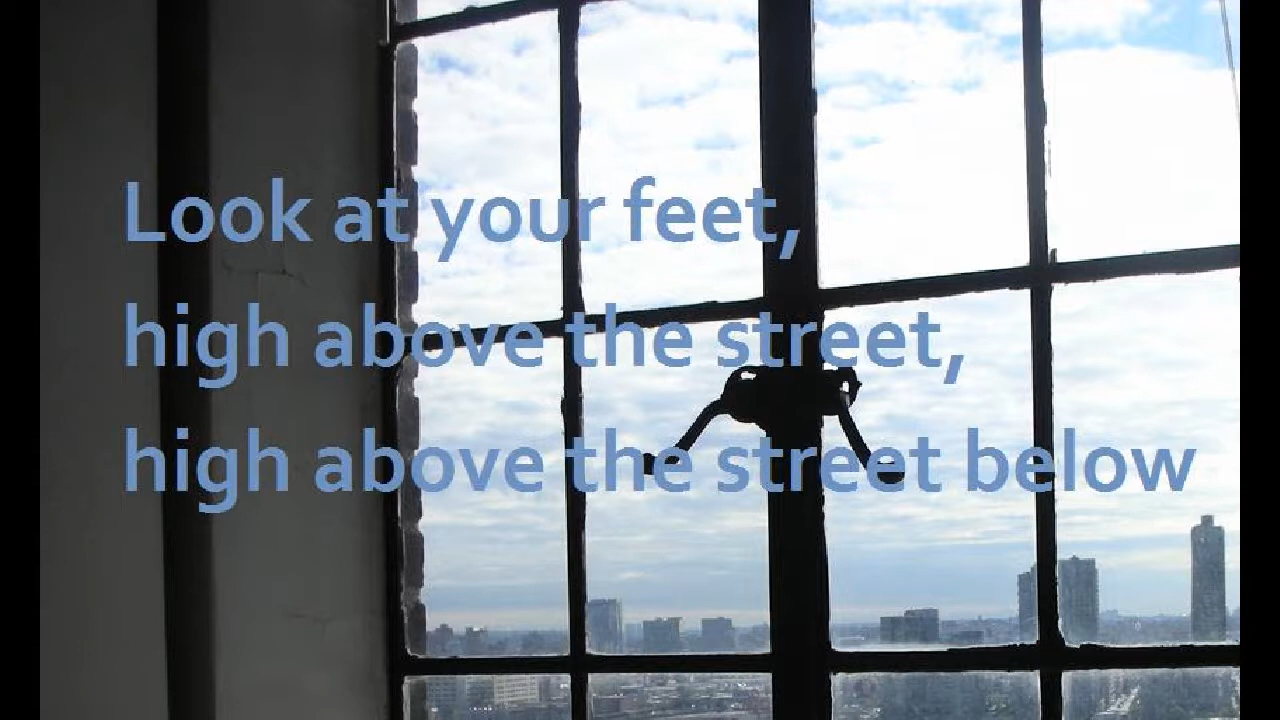 Look at your feet,
high above the street,
high above the street below